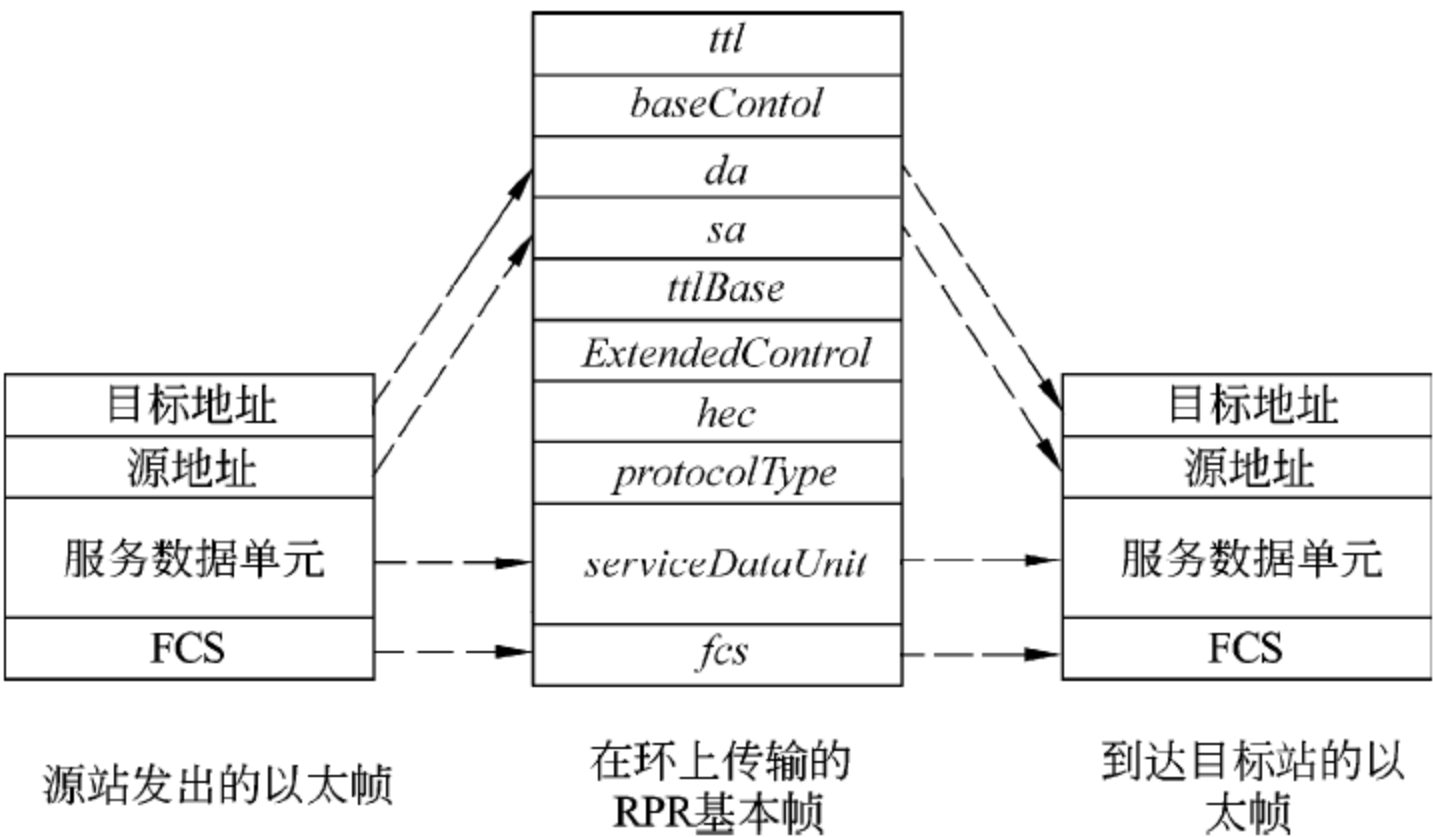 ttl
baseContol
da
sa
ttlBase
ExtendedControl
hec
protocolType
serviceDataUnit
fcs
目标地址
源地址
服务数据单元
FCS
目标地址
源地址
服务数据单元
FCS
源站发出的以太帧
在环上传输的
RPR基本帧
到达目标站的以
太帧